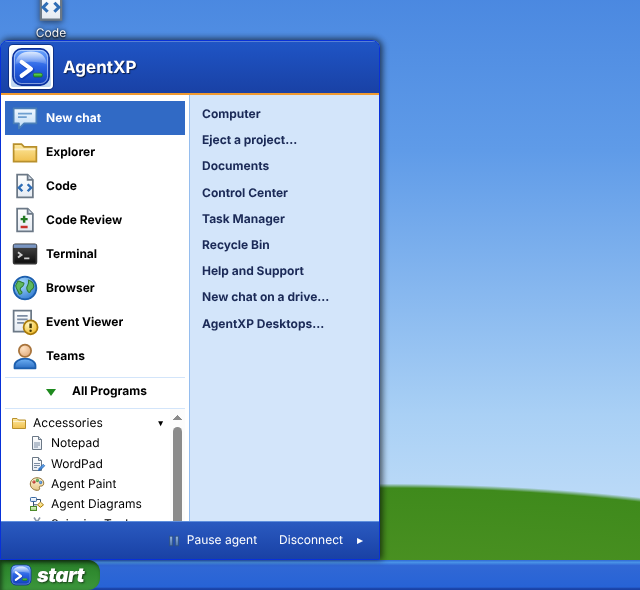 Code
AgentXP
New chat
Explorer
Code
Code Review
Terminal
Browser
Event Viewer
Teams
All Programs
Accessories
Notepad
WordPad
Agent Paint
Agent Diagrams
Computer
Eject a project...
Documents
Control Center
Task Manager
Recycle Bin
Help and Support
New chat on a drive...
AgentXP Desktops...
Pause agent
Disconnect
start